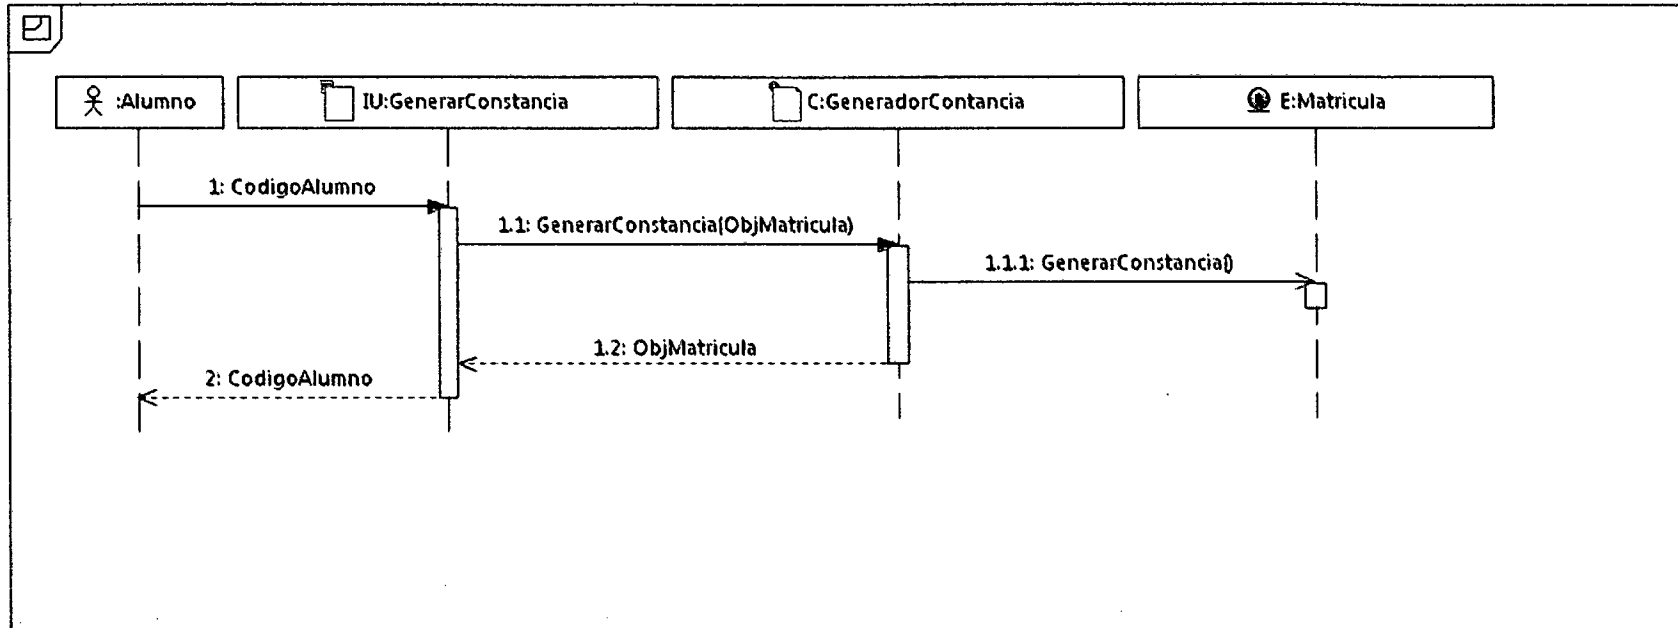 :Alumno
IU:GenerarConstancia
C:GeneradorContancia
E:Matricula
1: CodigoAlumno
1.1: GenerarConstancia(ObjMatricula)
1.1.1: GenerarConstancia()
1.2: ObjMatricula
2: CodigoAlumno